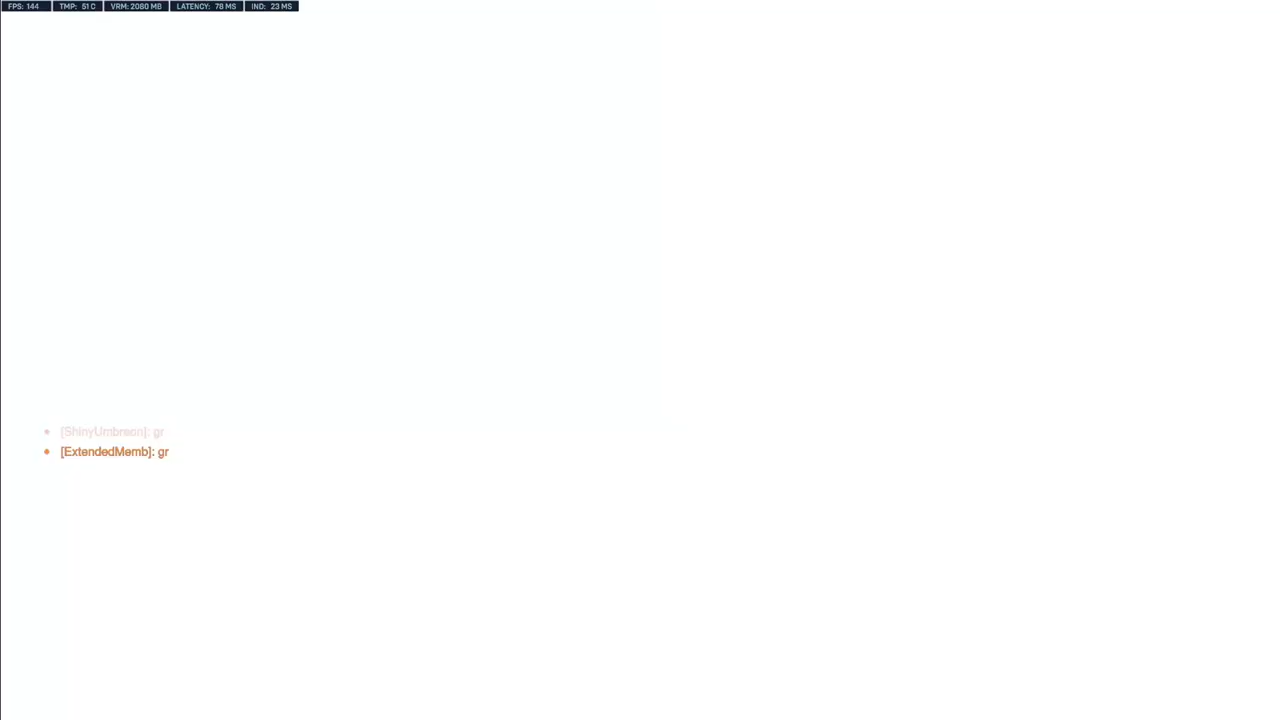 FPS: 144 TMP: 51 C VRM: 2080 MB LATENCY: 78 MS IND: 23 MS
[ShinyUmbreon]: gr
[ExtendedMemb]: gr